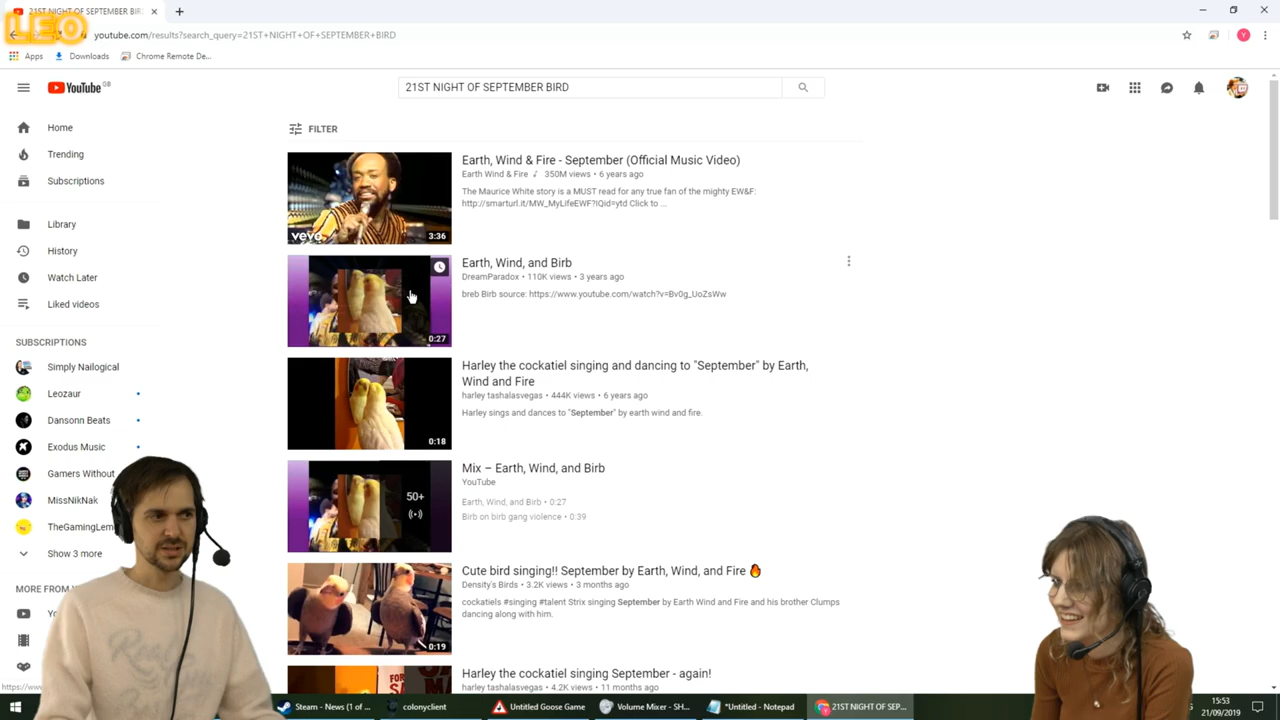 21ST NIGHT OF SEPTEMBER BIR
LEO
youtube.com/results?search_query=21ST+NIGHT+OF+SEPTEMBER+BIRD
Apps Downloads Chrome Remote De...
YouTube GB
21ST NIGHT OF SEPTEMBER BIRD
Home
Trending
Subscriptions
Library
History
Watch Later
Liked videos
SUBSCRIPTIONS
Simply Nailogical
Leozaur
Dansonn Beats
Exodus Music
Gamers Without
MissNikNak
TheGamingLem
Show 3 more
MORE FROM Y
FILTER
vevo 3:36
Earth, Wind & Fire - September (Official Music Video)
Earth Wind & Fire ♪ 350M views • 6 years ago
The Maurice White story is a MUST read for any true fan of the mighty EW&F:
http://smarturl.it/MW_MyLifeEWF?IQid=ytd Click to ...
0:27
Earth, Wind, and Birb
DreamParadox • 110K views • 3 years ago
breb Birb source: https://www.youtube.com/watch?v=Bv0g_UoZsWw
0:18
Harley the cockatiel singing and dancing to "September" by Earth,
Wind and Fire
harley tashalasvegas • 444K views • 6 years ago
Harley sings and dances to "September" by earth wind and fire.
50+
Mix – Earth, Wind, and Birb
YouTube
Earth, Wind, and Birb • 0:27
Birb on birb gang violence • 0:39
0:19
Cute bird singing!! September by Earth, Wind, and Fire 🔥
Density's Birds • 3.2K views • 3 months ago
cockatiels #singing #talent Strix singing September by Earth Wind and Fire and his brother Clumps
dancing along with him.
Harley the cockatiel singing September - again!
harley tashalasvegas • 4.2K views • 11 months ago
https://ww
Steam - News (1 of ... colonyclient Untitled Goose Game Volume Mixer - SH... *Untitled - Notepad 21ST NIGHT OF SEP...
15:53
21/09/2019